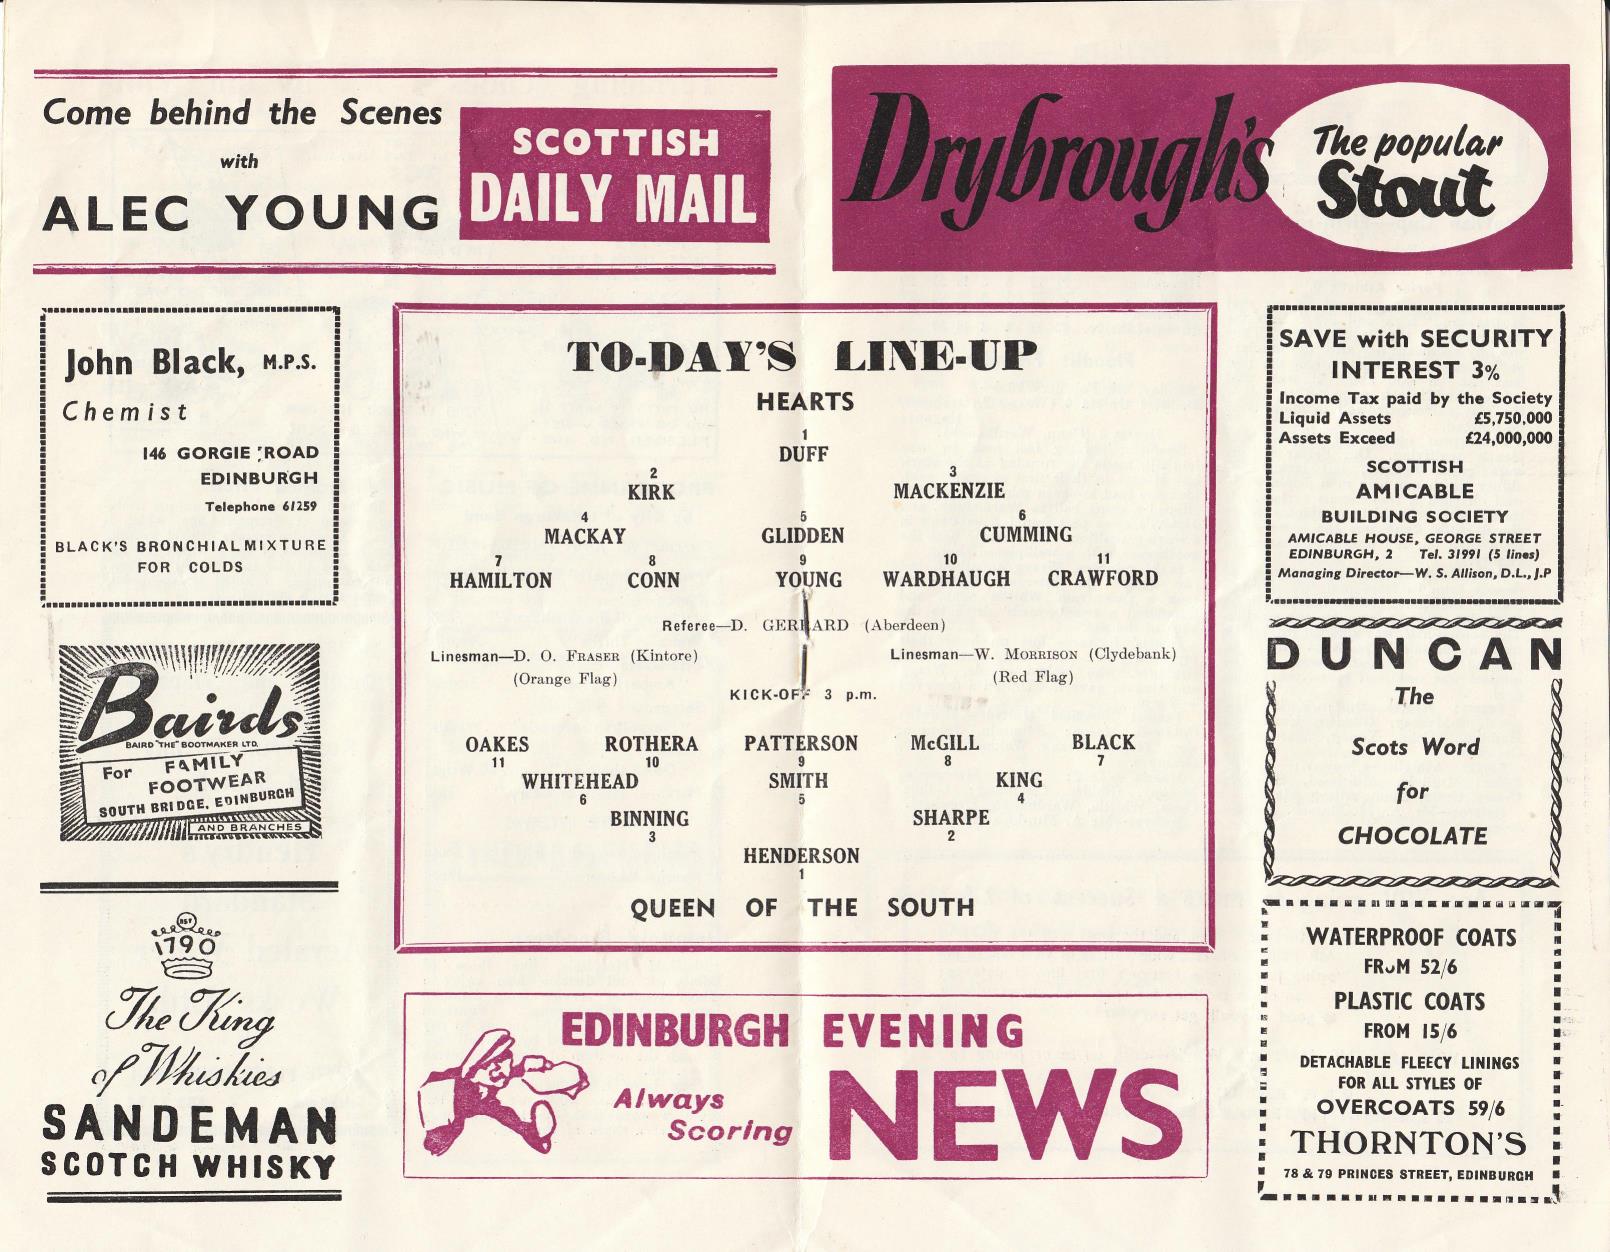 Come behind the Scenes
with
ALEC YOUNG
SCOTTISH
DAILY MAIL
Drybrough's
The popular
Stout
John Black, M.P.S.
Chemist
146 GORGIE ROAD
EDINBURGH
Telephone 61259
BLACK'S BRONCHIAL MIXTURE
FOR COLDS
Bairds
BAIRD "THE" BOOTMAKER LTD.
For FAMILY
FOOTWEAR
SOUTH BRIDGE, EDINBURGH
AND BRANCHES
1790
The King
of Whiskies
SANDEMAN
SCOTCH WHISKY
TO-DAY'S LINE-UP
HEARTS
1
DUFF
2 3
KIRK MACKENZIE
4 5 6
MACKAY GLIDDEN CUMMING
7 8 9 10 11
HAMILTON CONN YOUNG WARDHAUGH CRAWFORD
Referee—D. GERRARD (Aberdeen)
Linesman—D. O. FRASER (Kintore) Linesman—W. MORRISON (Clydebank)
(Orange Flag) (Red Flag)
KICK-OFF 3 p.m.
OAKES ROTHERA PATTERSON McGILL BLACK
11 10 9 8 7
WHITEHEAD SMITH KING
6 5 4
BINNING SHARPE
3 2
HENDERSON
1
QUEEN OF THE SOUTH
EDINBURGH EVENING
Always
Scoring
NEWS
SAVE with SECURITY
INTEREST 3%
Income Tax paid by the Society
Liquid Assets £5,750,000
Assets Exceed £24,000,000
SCOTTISH
AMICABLE
BUILDING SOCIETY
AMICABLE HOUSE, GEORGE STREET
EDINBURGH, 2 Tel. 31991 (5 lines)
Managing Director—W. S. Allison, D.L., J.P
DUNCAN
The
Scots Word
for
CHOCOLATE
WATERPROOF COATS
FROM 52/6
PLASTIC COATS
FROM 15/6
DETACHABLE FLEECY LININGS
FOR ALL STYLES OF
OVERCOATS 59/6
THORNTON'S
78 & 79 PRINCES STREET, EDINBURGH